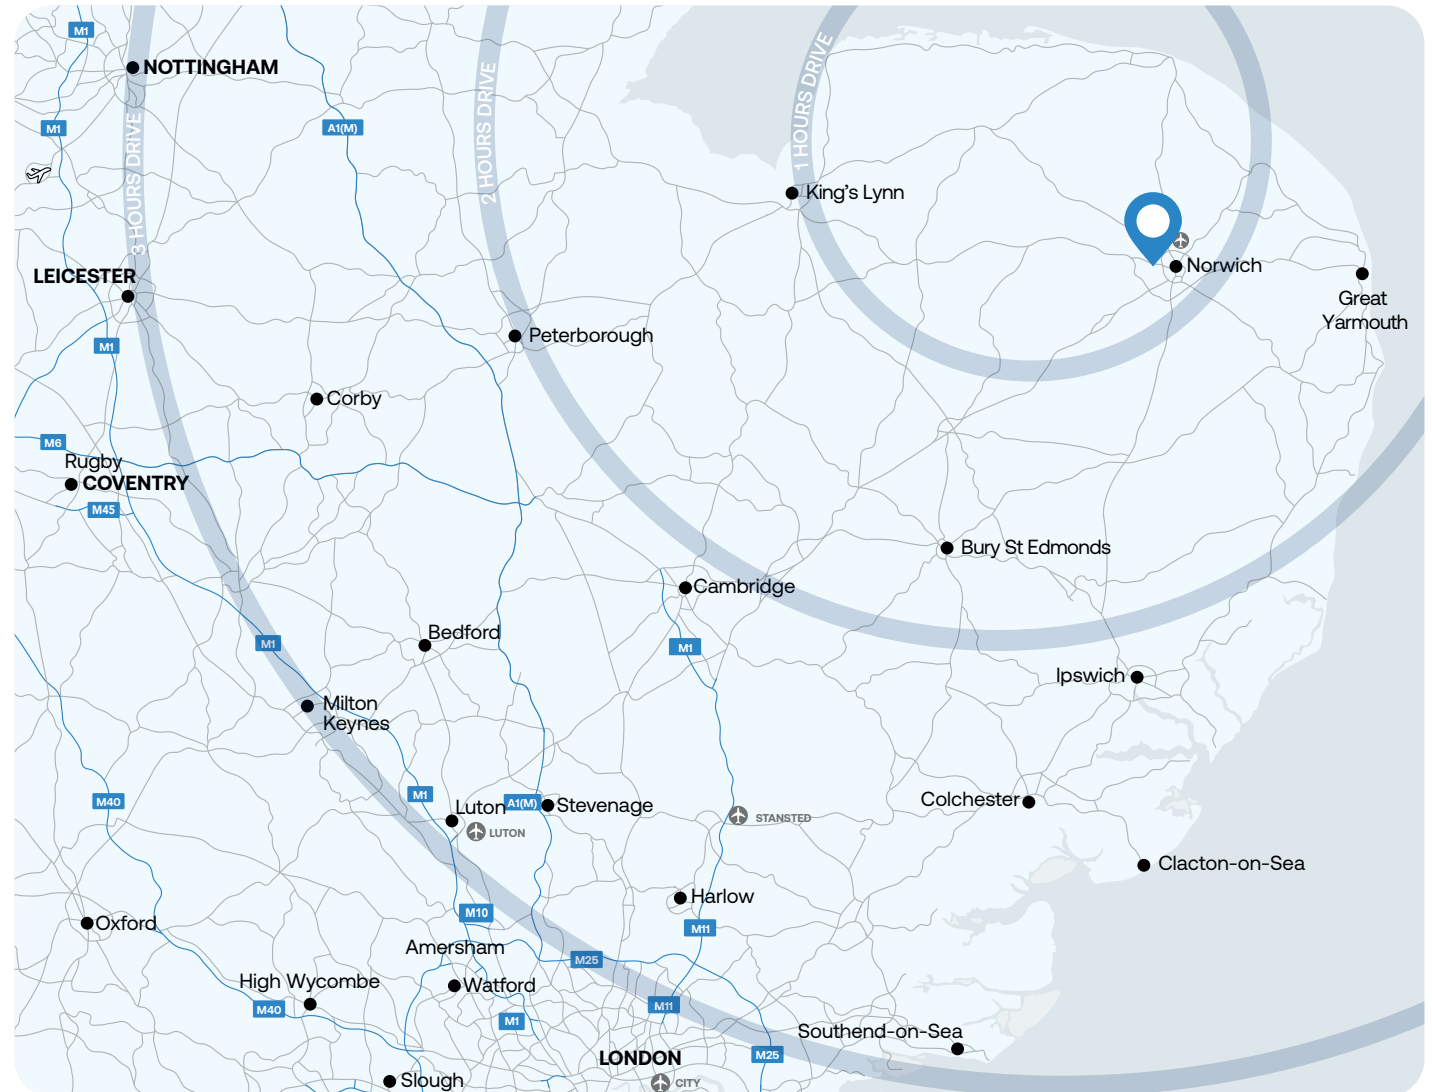 M1
NOTTINGHAM
M1
A1(M)
3 HOURS DRIVE
2 HOURS DRIVE
1 HOURS DRIVE
King's Lynn
Norwich
Great
Yarmouth
LEICESTER
M1
Peterborough
Corby
M6
Rugby
COVENTRY
M45
Bury St Edmonds
Cambridge
Bedford
M1
M1
Ipswich
Milton
Keynes
M1
M40
Luton
A1(M)
Stevenage
LUTON
STANSTED
Colchester
Clacton-on-Sea
Harlow
M10
M11
Oxford
Amersham
M25
High Wycombe
Watford
M40
M1
M11
Southend-on-Sea
LONDON
M25
Slough
CITY